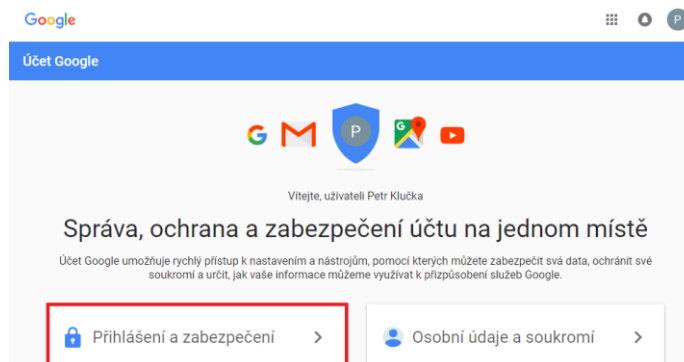 Google
P
Účet Google
G
P
G
Vítejte, uživateli Petr Klučka
Správa, ochrana a zabezpečení účtu na jednom místě
Účet Google umožňuje rychlý přístup k nastavením a nástrojům, pomocí kterých můžete zabezpečit svá data, ochránit své
soukromí a určit, jak vaše informace můžeme využívat k přizpůsobení služeb Google.
Přihlášení a zabezpečení
Osobní údaje a soukromí